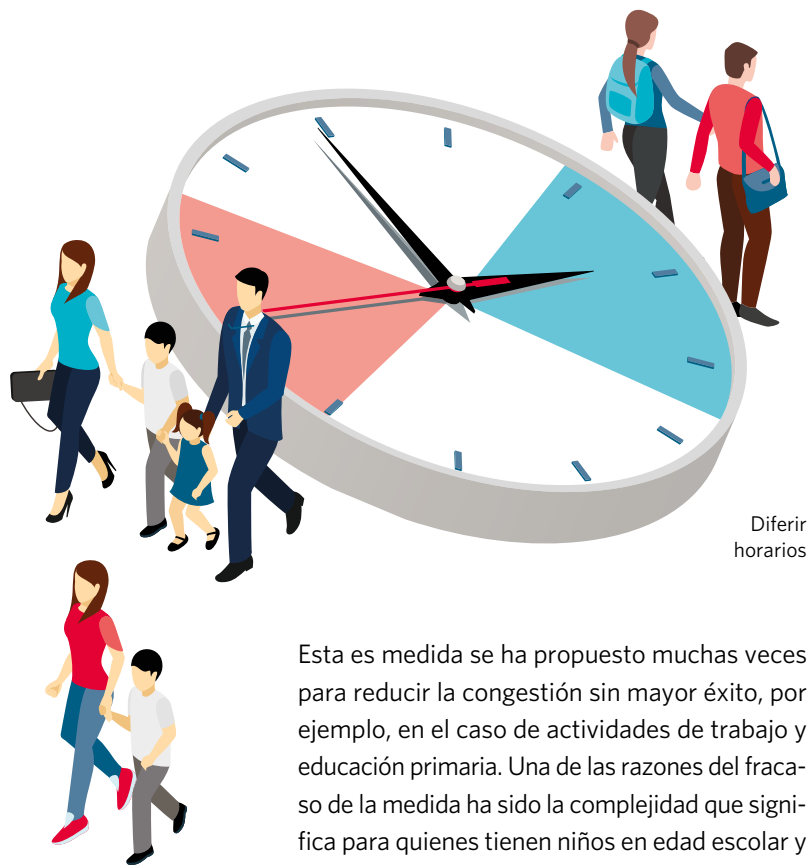 Diferir
horarios
Esta es medida se ha propuesto muchas veces
para reducir la congestión sin mayor éxito, por
ejemplo, en el caso de actividades de trabajo y
educación primaria. Una de las razones del fraca-
so de la medida ha sido la complejidad que signi-
fica para quienes tienen niños en edad escolar y